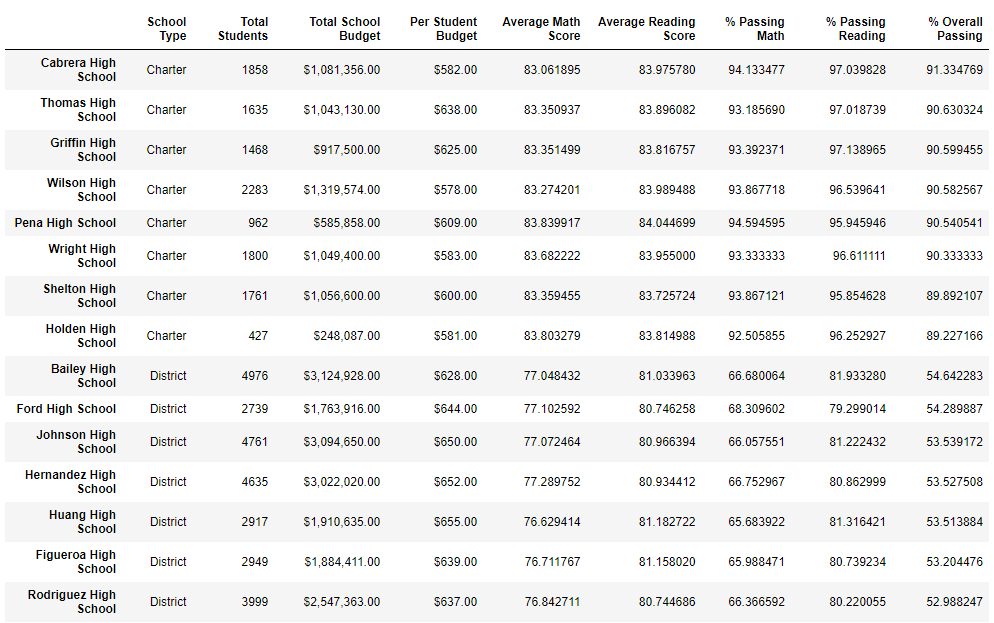 School Type Total Students Total School Budget Per Student Budget Average Math Score Average Reading Score % Passing Math % Passing Reading % Overall Passing
Cabrera High School Charter 1858 $1,081,356.00 $582.00 83.061895 83.975780 94.133477 97.039828 91.334769
Thomas High School Charter 1635 $1,043,130.00 $638.00 83.350937 83.896082 93.185690 97.018739 90.630324
Griffin High School Charter 1468 $917,500.00 $625.00 83.351499 83.816757 93.392371 97.138965 90.599455
Wilson High School Charter 2283 $1,319,574.00 $578.00 83.274201 83.989488 93.867718 96.539641 90.582567
Pena High School Charter 962 $585,858.00 $609.00 83.839917 84.044699 94.594595 95.945946 90.540541
Wright High School Charter 1800 $1,049,400.00 $583.00 83.682222 83.955000 93.333333 96.611111 90.333333
Shelton High School Charter 1761 $1,056,600.00 $600.00 83.359455 83.725724 93.867121 95.854628 89.892107
Holden High School Charter 427 $248,087.00 $581.00 83.803279 83.814988 92.505855 96.252927 89.227166
Bailey High School District 4976 $3,124,928.00 $628.00 77.048432 81.033963 66.680064 81.933280 54.642283
Ford High School District 2739 $1,763,916.00 $644.00 77.102592 80.746258 68.309602 79.299014 54.289887
Johnson High School District 4761 $3,094,650.00 $650.00 77.072464 80.966394 66.057551 81.222432 53.539172
Hernandez High School District 4635 $3,022,020.00 $652.00 77.289752 80.934412 66.752967 80.862999 53.527508
Huang High School District 2917 $1,910,635.00 $655.00 76.629414 81.182722 65.683922 81.316421 53.513884
Figueroa High School District 2949 $1,884,411.00 $639.00 76.711767 81.158020 65.988471 80.739234 53.204476
Rodriguez High School District 3999 $2,547,363.00 $637.00 76.842711 80.744686 66.366592 80.220055 52.988247